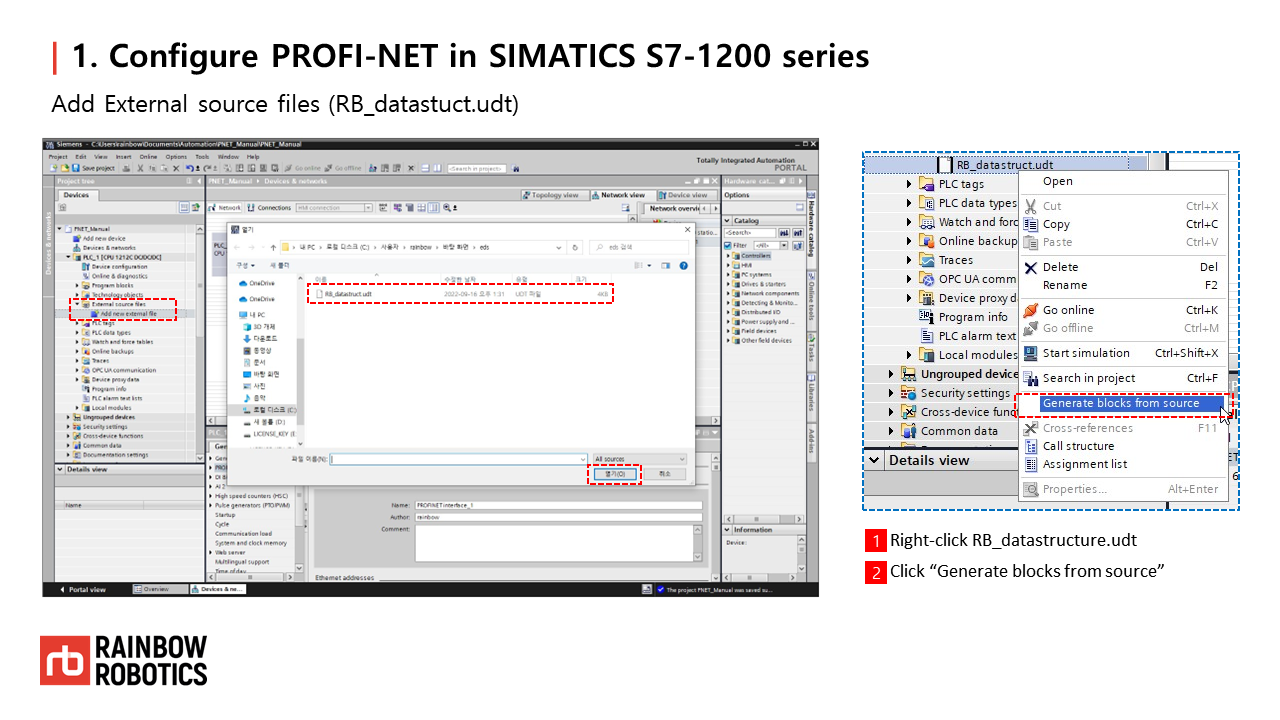 1. Configure PROFI-NET in SIMATICS S7-1200 series
Add External source files (RB_datastuct.udt)
Siemens - C:\Users\rainbow\Documents\Automation\PNET_Manual\PNET_Manual
Project Edit View Insert Online Options Tools Window Help
Save project
Go online
Go offline
<Search in project>
Totally Integrated Automation
PORTAL
Project tree
Devices
Devices & networks
PNET_Manual
Add new device
Devices & networks
PLC_1 [CPU 1212C DC/DC/DC]
Device configuration
Online & diagnostics
Program blocks
Technology objects
External source files
Add new external file
PLC tags
PLC data types
Watch and force tables
Online backups
Traces
OPC UA communication
Device proxy data
Program info
PLC alarm text lists
Local modules
Ungrouped devices
Security settings
Cross-device functions
Common data
Documentation settings
Details view
Name
PNET_Manual > Devices & networks
Topology view
Network view
Device view
Network
Connections
HMI connection
Network overvi
열기
내 PC > 로컬 디스크 (C:) > 사용자 > rainbow > 바탕 화면 > eds
eds 검색
구성
새 폴더
이름
수정한 날짜
유형
크기
RB_datastruct.udt
2022-09-16 오후 1:31
UDT 파일
4KB
OneDrive
OneDrive
내 PC
3D 개체
다운로드
동영상
문서
바탕 화면
사진
음악
로컬 디스크 (C:)
새 볼륨 (D:)
LICENSE_KEY (E
파일 이름(N):
All sources
열기(O)
취소
High speed counters (HSC)
Pulse generators (PTO/PWM)
Startup
Cycle
Communication load
System and clock memory
Web server
Multilingual support
Time of day
Name:
PROFINET interface_1
Author:
rainbow
Comment:
Ethernet addresses
Hardware cat...
Options
Catalog
<Search>
Filter
<All>
Controllers
HMI
PC systems
Drives & starters
Network components
Detecting & Monito...
Distributed I/O
Power supply and ...
Field devices
Other field devices
Information
Device:
Hardware catalog
Online tools
Tasks
Libraries
Add-ins
Portal view
Overview
Devices & ne...
The project PNET_Manual was saved su...
RB_datastruct.udt
PLC tags
PLC data types
Watch and forc
Online backup
Traces
OPC UA comm
Device proxy d
Program info
PLC alarm text
Local modules
Ungrouped device
Security settings
Cross-device func
Common data
Details view
Open
Cut Ctrl+X
Copy Ctrl+C
Paste Ctrl+V
Delete Del
Rename F2
Go online Ctrl+K
Go offline Ctrl+M
Start simulation Ctrl+Shift+X
Search in project Ctrl+F
Generate blocks from source
Cross-references F11
Call structure
Assignment list
Properties... Alt+Enter
1 Right-click RB_datastructure.udt
2 Click “Generate blocks from source”
rb RAINBOW
ROBOTICS